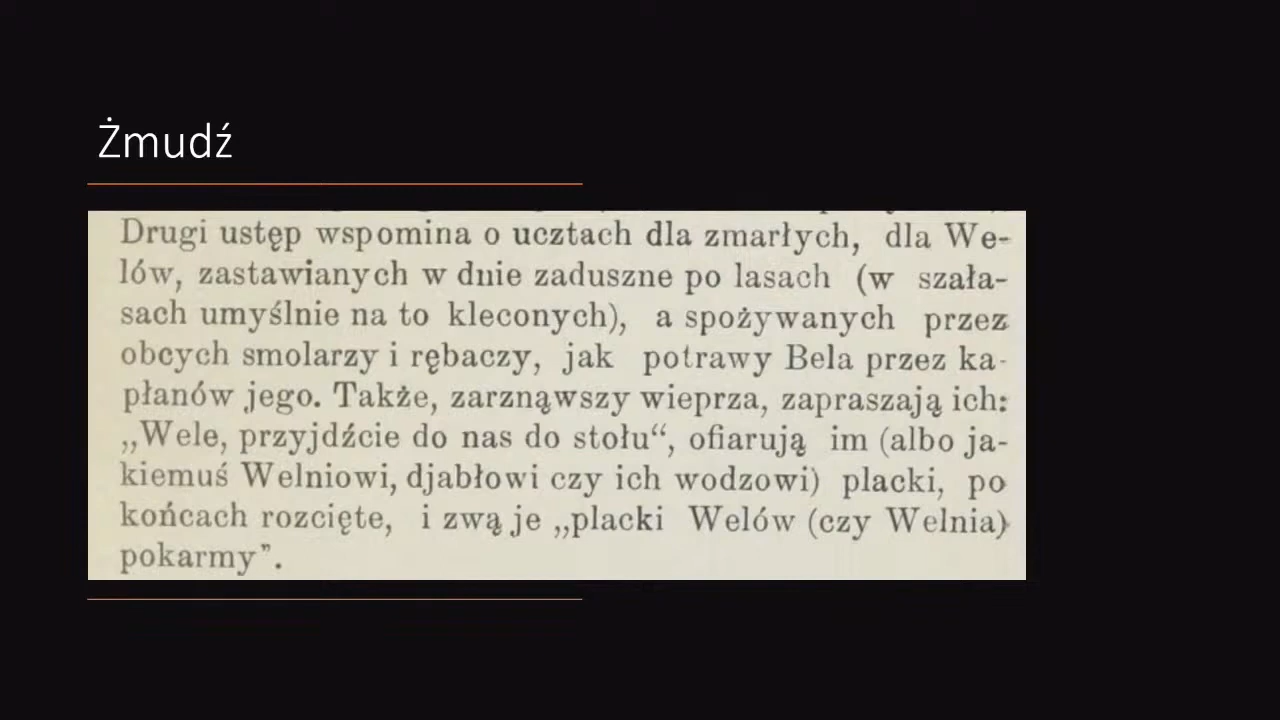 Żmudź
Drugi ustęp wspomina o ucztach dla zmarłych, dla We-
lów, zastawianych w dnie zaduszne po lasach (w szała-
sach umyślnie na to kleconych), a spożywanych przez
obcych smolarzy i rębaczy, jak potrawy Bela przez ka-
płanów jego. Także, zarznąwszy wieprza, zapraszają ich:
„Wele, przyjdźcie do nas do stołu“, ofiarują im (albo ja-
kiemuś Welniowi, djabłowi czy ich wodzowi) placki, po
końcach rozcięte, i zwą je „placki Welów (czy Welnia)
pokarmy”.